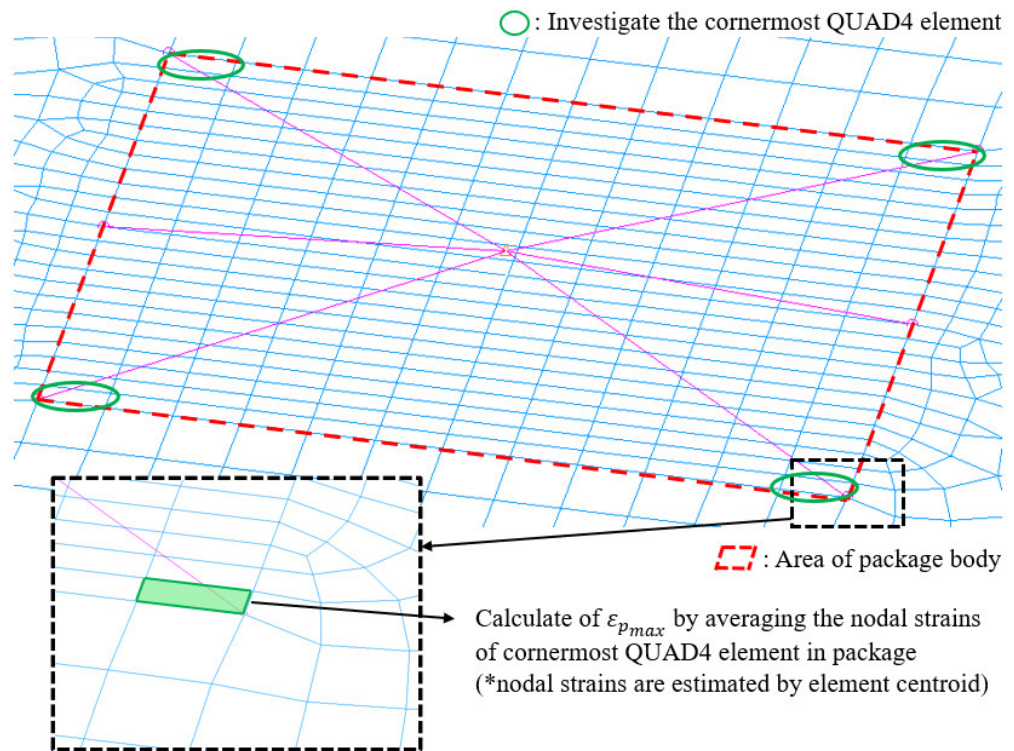 : Investigate the cornermost QUAD4 element
: Area of package body
Calculate of εpmax by averaging the nodal strains
of cornermost QUAD4 element in package
(*nodal strains are estimated by element centroid)